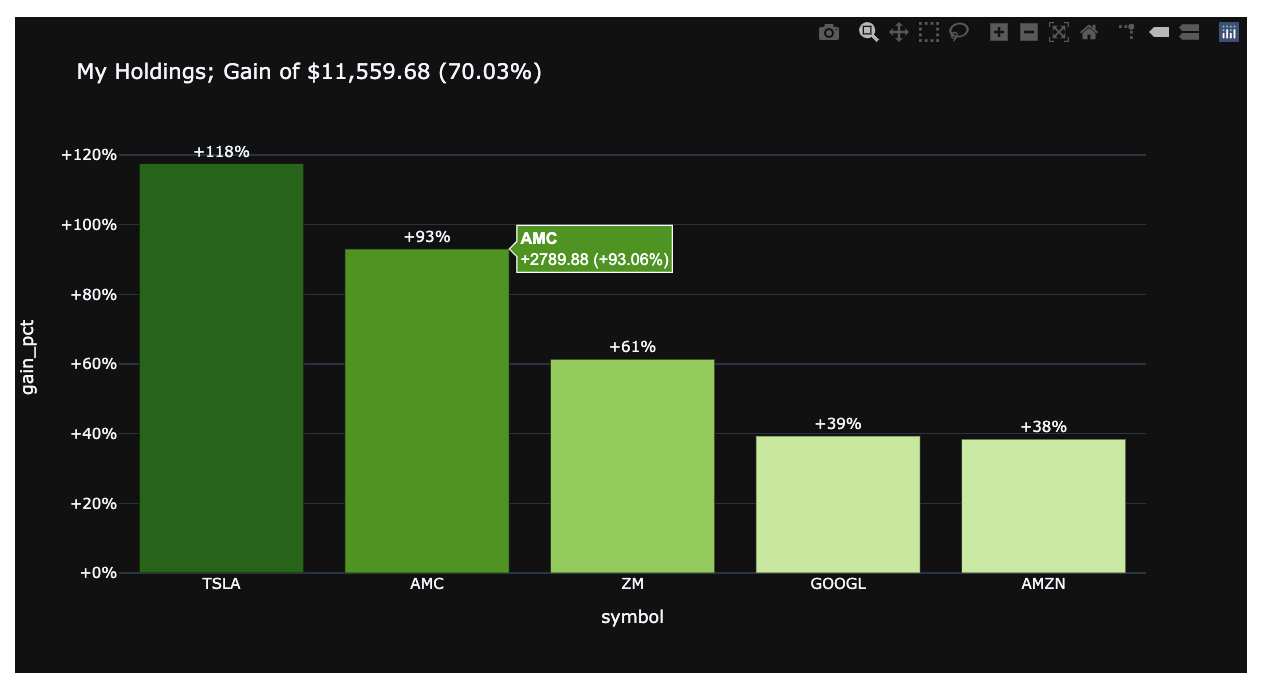 My Holdings; Gain of $11,559.68 (70.03%)
+120%
+100%
+80%
+60%
+40%
+20%
+0%
gain_pct
+118%
+93%
AMC
+2789.88 (+93.06%)
+61%
+39%
+38%
TSLA
AMC
ZM
GOOGL
AMZN
symbol